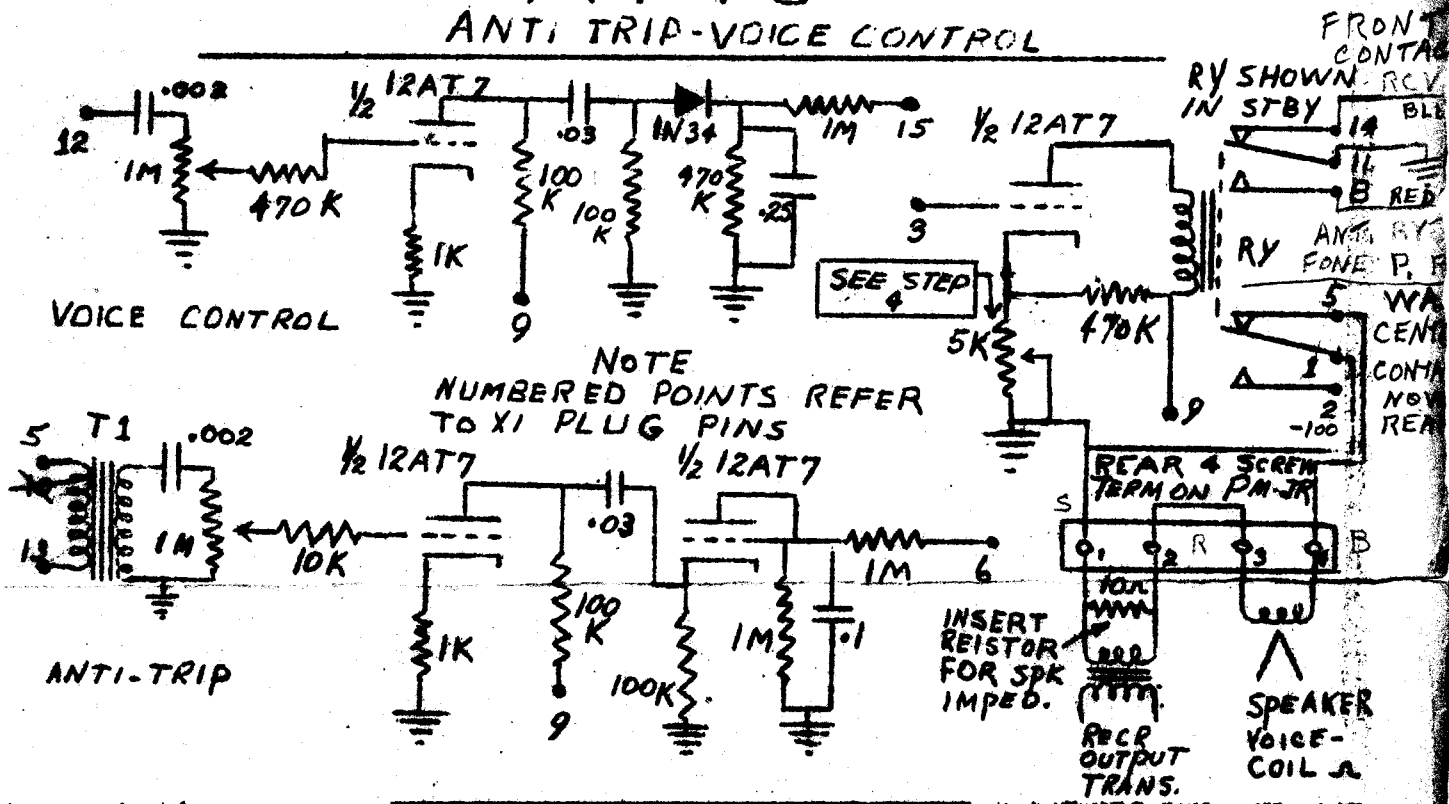 ANTI TRIP-VOICE CONTROL
FRONT
RY SHOWN
IN STBY
RCV
12
.002
1M
470K
½ 12AT7
1K
100
K
9
.03
100
K
1N34
470
K
.25
1M
15
½ 12AT7
3
SEE STEP
4
5K
470K
9
RY
14
11
8
RED
5
1
2
-100
VOICE CONTROL
NOTE
NUMBERED POINTS REFER
TO X1 PLUG PINS
5
T1
.002
1M
10K
½ 12AT7
1K
100
K
9
.03
½ 12AT7
100K
1M
.1
1M
6
ANTI-TRIP
REAR 4 SCREW
TERM ON PM-JR
S
R
B
1
2
3
4
10Ω
INSERT
REISTOR
FOR SPK
IMPED.
RECR
OUTPUT
TRANS.
SPEAKER
VOICE-
COIL Ω